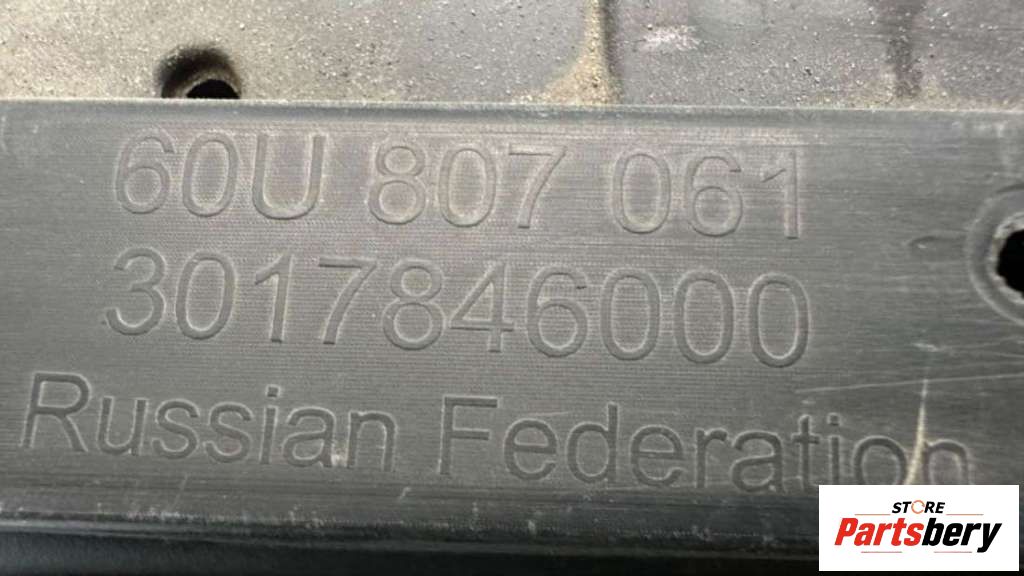 60U 807 061
3017846000
Russian Federation
STORE
Partsbery